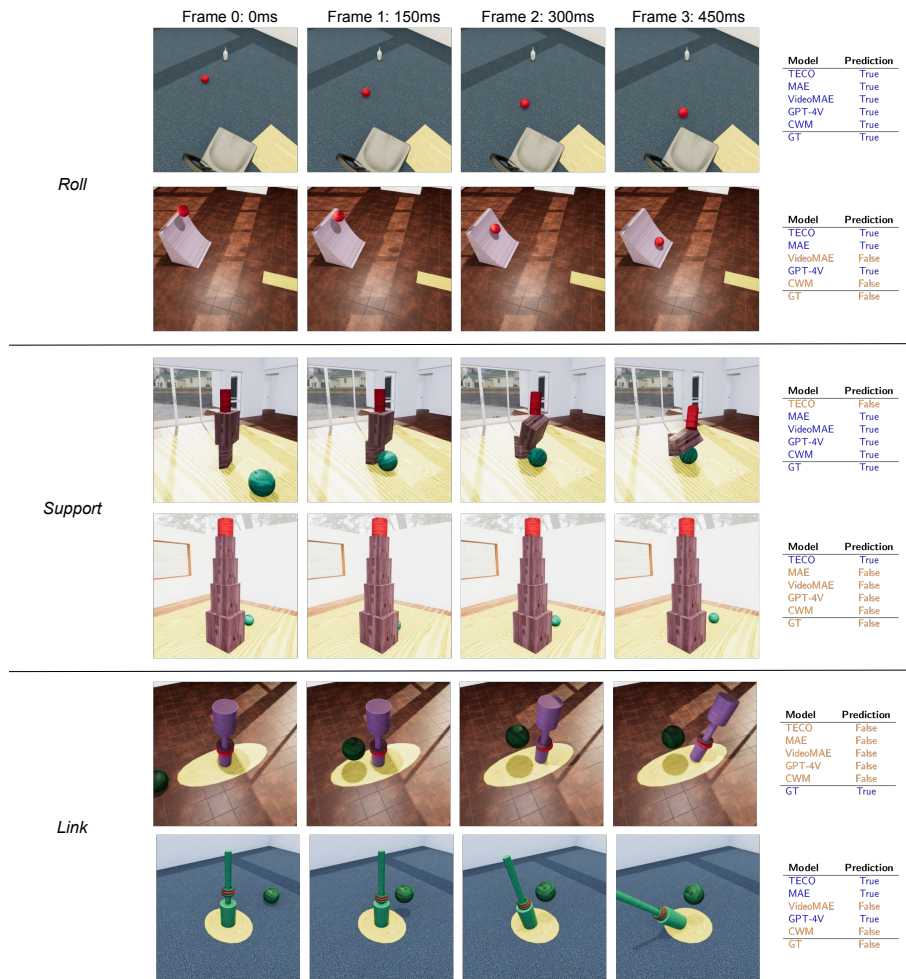 Frame 0: 0ms Frame 1: 150ms Frame 2: 300ms Frame 3: 450ms
Roll
Model Prediction
TECO True
MAE True
VideoMAE True
GPT-4V True
CWM True
GT True
Model Prediction
TECO True
MAE True
VideoMAE False
GPT-4V True
CWM False
GT False
Support
Model Prediction
TECO False
MAE True
VideoMAE True
GPT-4V True
CWM True
GT True
Model Prediction
TECO True
MAE False
VideoMAE False
GPT-4V False
CWM False
GT False
Link
Model Prediction
TECO False
MAE False
VideoMAE False
GPT-4V False
CWM False
GT True
Model Prediction
TECO True
MAE True
VideoMAE False
GPT-4V True
CWM False
GT False